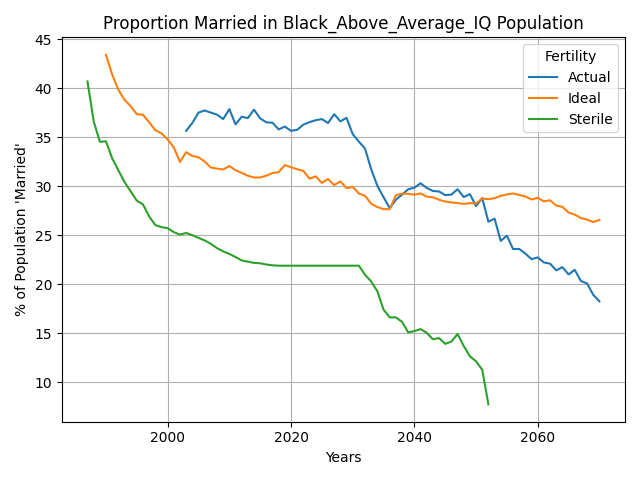 Proportion Married in Black_Above_Average_IQ Population
% of Population 'Married'
45
40
35
30
25
20
15
10
Fertility
Actual
Ideal
Sterile
2000
2020
2040
2060
Years